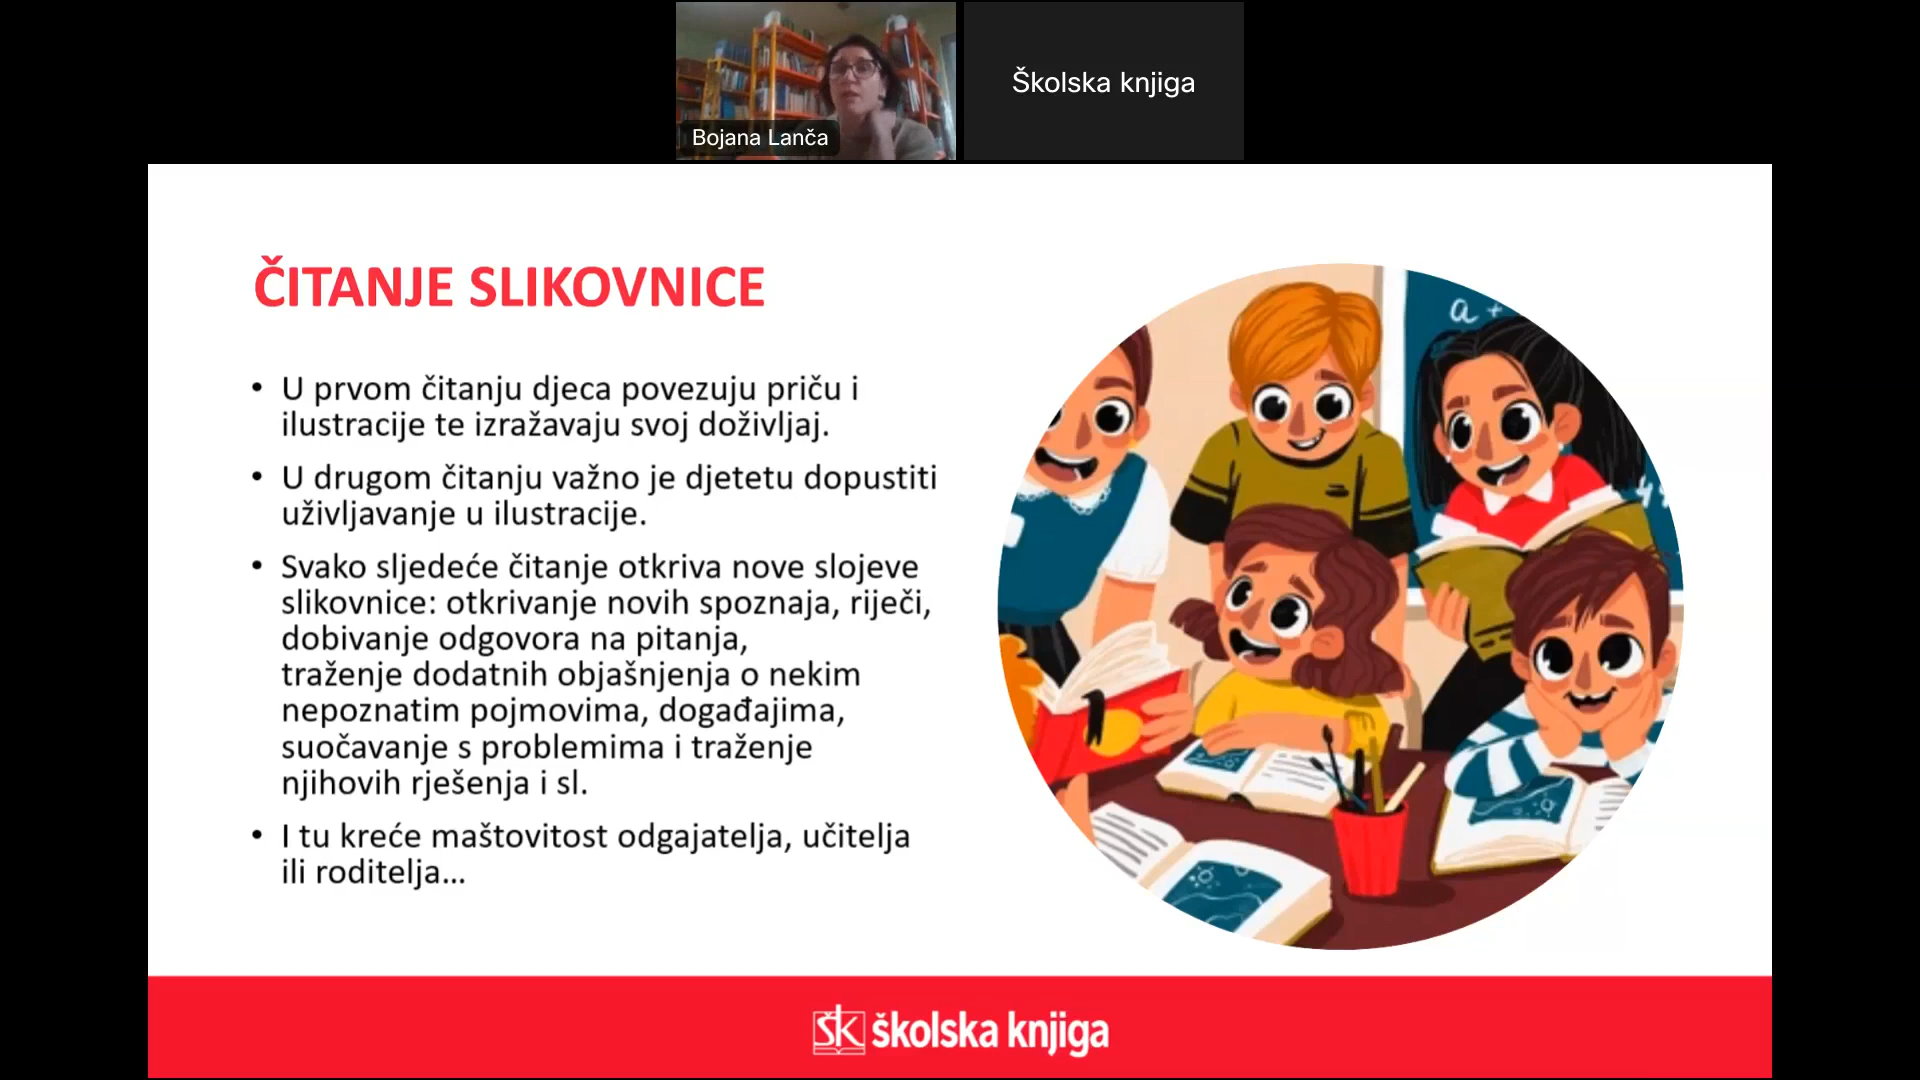 Bojana Lanča
Školska knjiga
ČITANJE SLIKOVNICE
• U prvom čitanju djeca povezuju priču i
ilustracije te izražavaju svoj doživljaj.
• U drugom čitanju važno je djetetu dopustiti
uživljavanje u ilustracije.
• Svako sljedeće čitanje otkriva nove slojeve
slikovnice: otkrivanje novih spoznaja, riječi,
dobivanje odgovora na pitanja,
traženje dodatnih objašnjenja o nekim
nepoznatim pojmovima, događajima,
suočavanje s problemima i traženje
njihovih rješenja i sl.
• I tu kreće maštovitost odgajatelja, učitelja
ili roditelja...
a +
ŠK školska knjiga